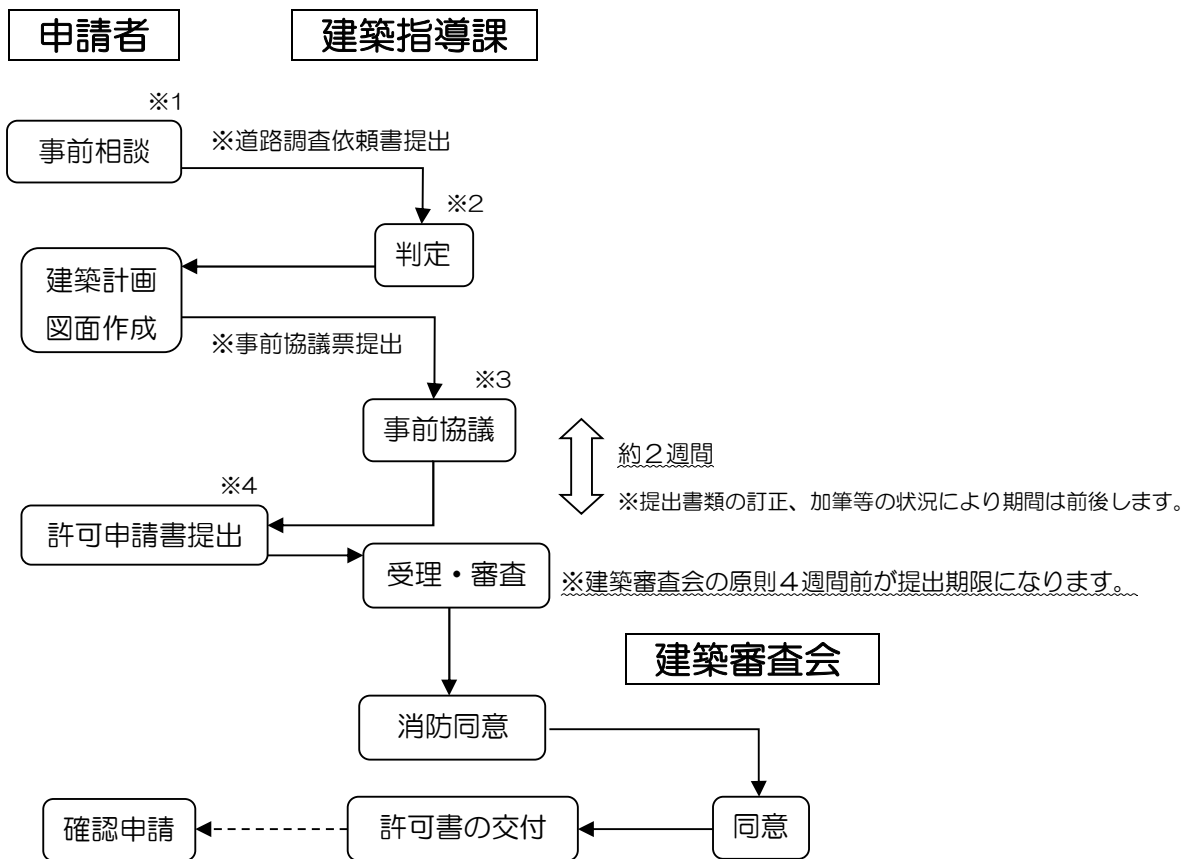 申請者
建築指導課
※1
事前相談
※道路調査依頼書提出
※2
判定
建築計画
図面作成
※事前協議票提出
※3
事前協議
約２週間
※提出書類の訂正、加筆等の状況により期間は前後します。
※4
許可申請書提出
受理・審査
※建築審査会の原則４週間前が提出期限になります。
建築審査会
消防同意
確認申請
許可書の交付
同意